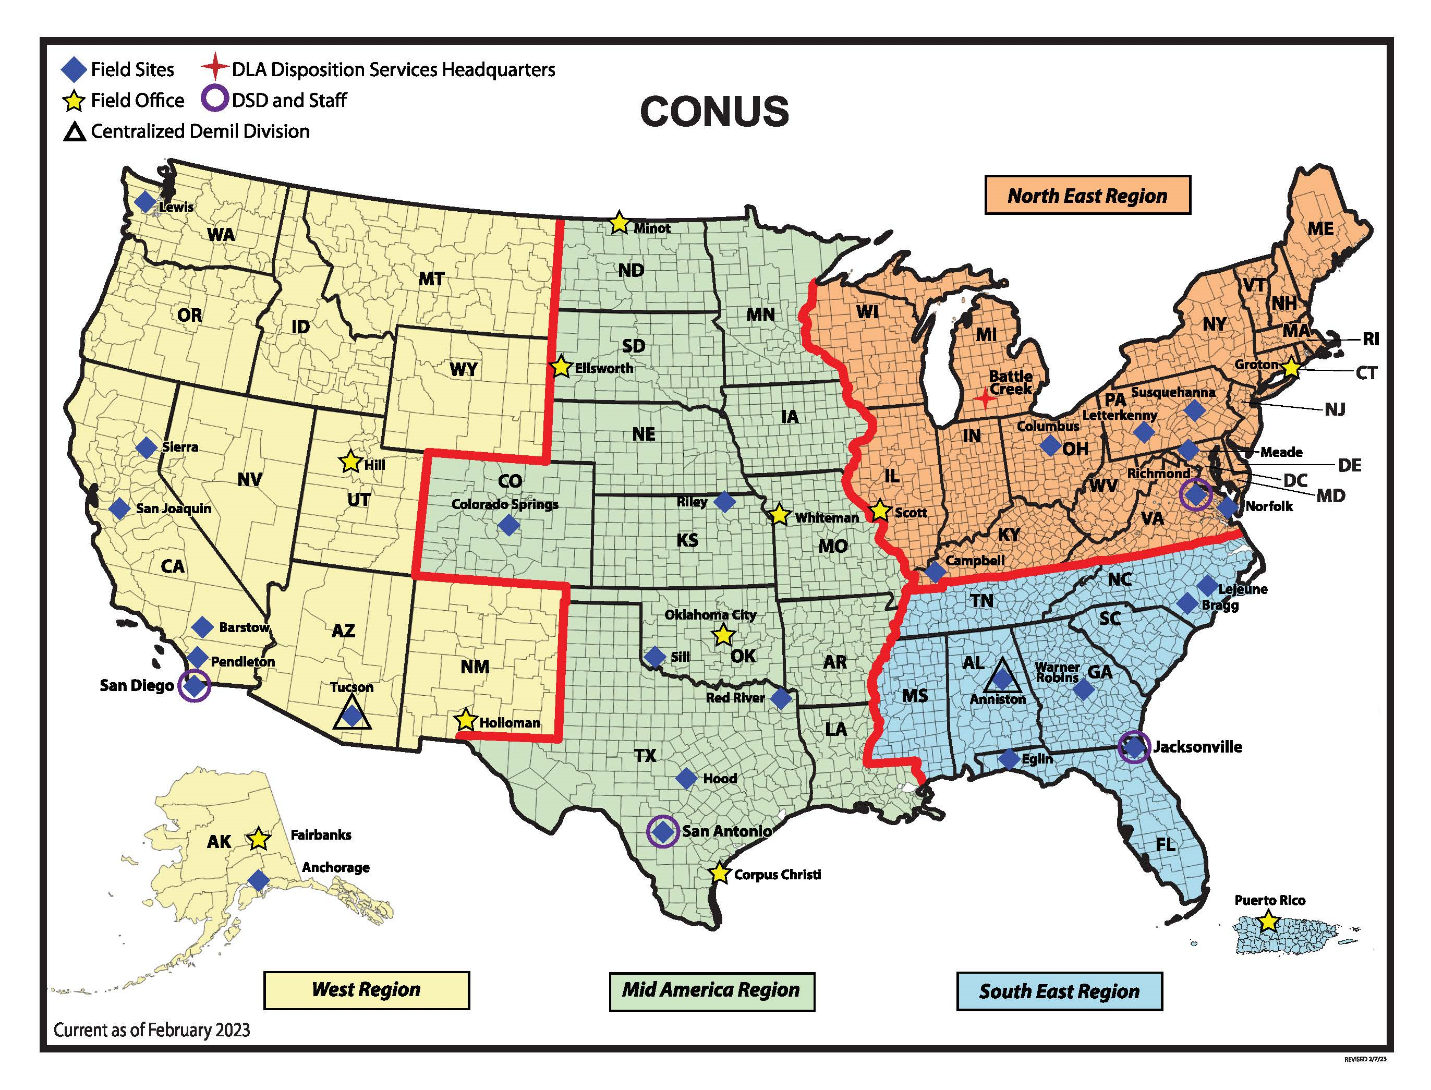 Field Sites
DLA Disposition Services Headquarters
Field Office
DSD and Staff
Centralized Demil Division
CONUS
North East Region
Lewis
WA
MT
OR
ID
WY
Sierra
NV
Hill
UT
San Joaquin
CA
Barstow
Pendleton
San Diego
AZ
Tucson
NM
Holloman
AK
Fairbanks
Anchorage
Minot
ND
MN
SD
Ellsworth
NE
IA
CO
Colorado Springs
Riley
Whiteman
KS
MO
Oklahoma City
OK
Sill
AR
Red River
LA
TX
Hood
San Antonio
Corpus Christi
WI
MI
Battle
Creek
IL
IN
Scott
Columbus
OH
KY
Campbell
WV
VA
Richmond
Norfolk
PA
Susquehanna
Letterkenny
NY
VT
NH
ME
MA
RI
Groton
CT
NJ
Meade
DE
DC
MD
TN
NC
Lejeune
Bragg
SC
MS
AL
Anniston
Warner
Robins
GA
Eglin
Jacksonville
FL
Puerto Rico
West Region
Mid America Region
South East Region
Current as of February 2023
REVISED 2/7/23